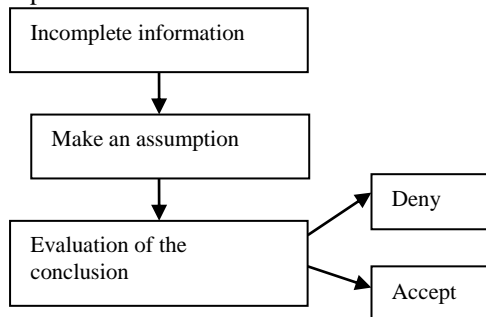 Incomplete information
Make an assumption
Evaluation of the
conclusion
Deny
Accept